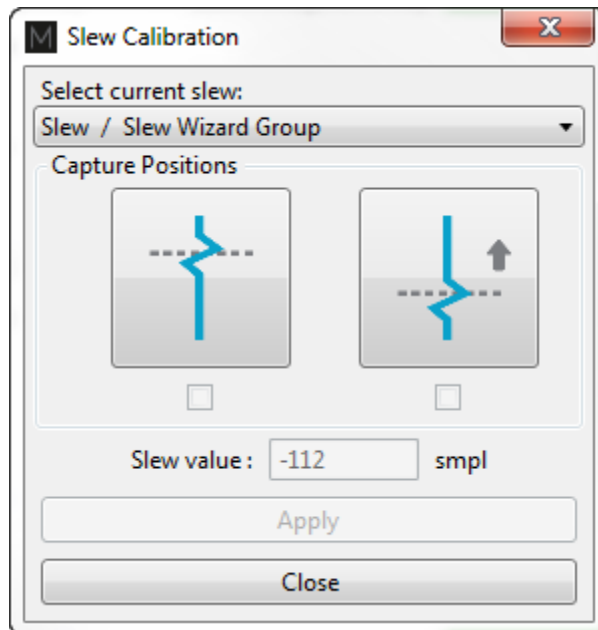 M Slew Calibration
Select current slew:
Slew / Slew Wizard Group
Capture Positions
Slew value: -112 smpl
Apply
Close